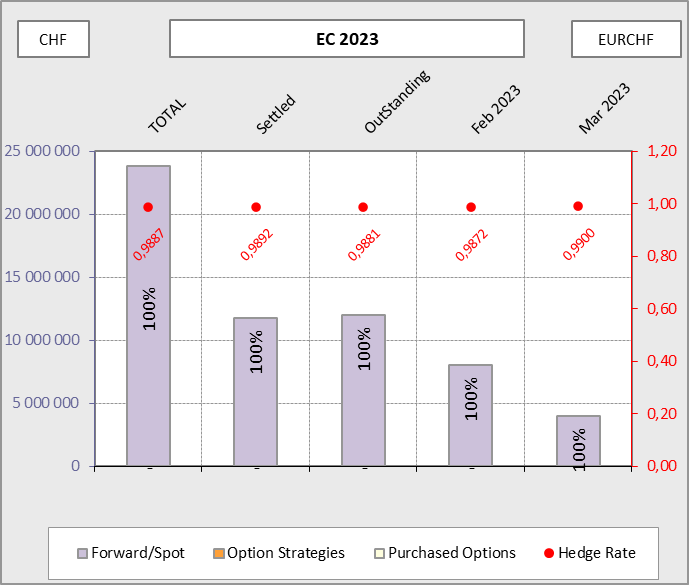 CHF
EC 2023
EURCHF
TOTAL
Settled
OutStanding
Feb 2023
Mar 2023
25 000 000
20 000 000
15 000 000
10 000 000
5 000 000
0
1,20
1,00
0,80
0,60
0,40
0,20
0,00
0,9887
0,9892
0,9881
0,9872
0,9900
100%
100%
100%
100%
100%
-
-
-
-
Forward/Spot
Option Strategies
Purchased Options
Hedge Rate